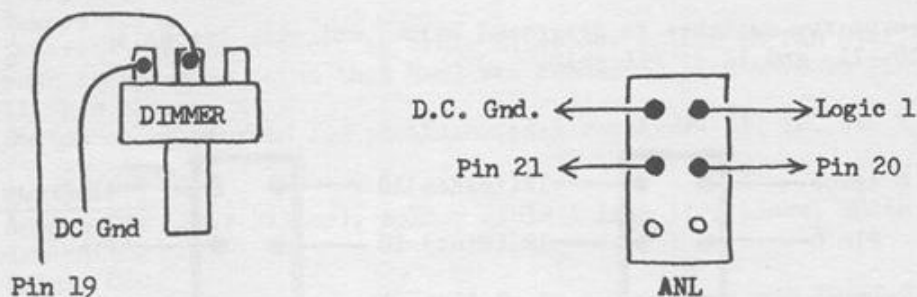 DIMMER
DC Gnd
Pin 19
D.C. Gnd.
Logic 1
Pin 21
Pin 20
ANL